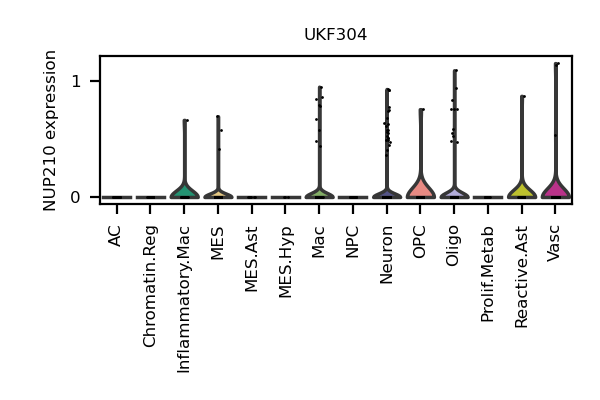 UKF304
NUP210 expression
1
0
AC
Chromatin.Reg
Inflammatory.Mac
MES
MES.Ast
MES.Hyp
Mac
NPC
Neuron
OPC
Oligo
Prolif.Metab
Reactive.Ast
Vasc